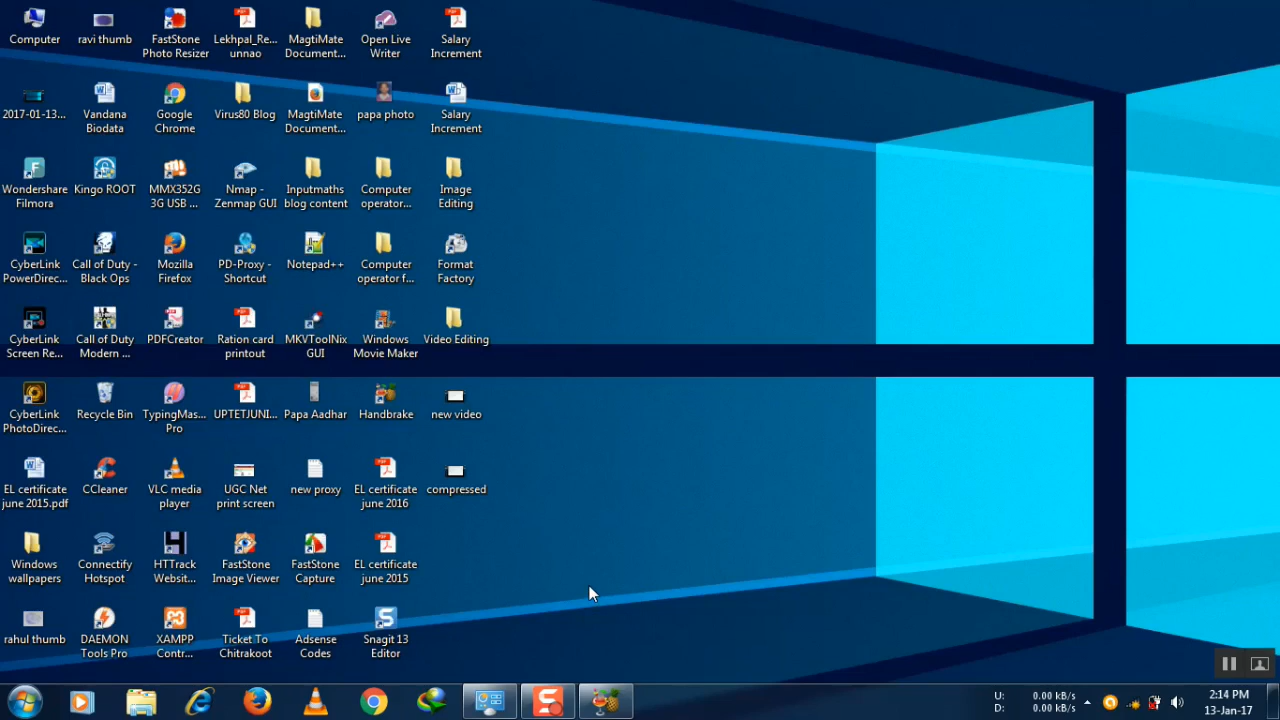 Computer
ravi thumb
FastStone
Photo Resizer
Lekhpal_Re...
unnao
MagtiMate
Document...
Open Live
Writer
Salary
Increment
2017-01-13...
Vandana
Biodata
Google
Chrome
Virus80 Blog
MagtiMate
Document...
papa photo
Salary
Increment
Wondershare
Filmora
Kingo ROOT
MMX352G
3G USB ...
Nmap -
Zenmap GUI
Inputmaths
blog content
Computer
operator...
Image
Editing
CyberLink
PowerDirec...
Call of Duty -
Black Ops
Mozilla
Firefox
PD-Proxy -
Shortcut
Notepad++
Computer
operator f...
Format
Factory
CyberLink
Screen Re...
Call of Duty
Modern ...
PDFCreator
Ration card
printout
MKVToolNix
GUI
Windows
Movie Maker
Video Editing
CyberLink
PhotoDirec...
Recycle Bin
TypingMas...
Pro
UPTETJUNI...
Papa Aadhar
Handbrake
new video
EL certificate
june 2015.pdf
CCleaner
VLC media
player
UGC Net
print screen
new proxy
EL certificate
june 2016
compressed
Windows
wallpapers
Connectify
Hotspot
HTTrack
Websit...
FastStone
Image Viewer
FastStone
Capture
EL certificate
june 2015
rahul thumb
DAEMON
Tools Pro
XAMPP
Contr...
Ticket To
Chitrakoot
Adsense
Codes
Snagit 13
Editor
U: 0.00 kB/s
D: 0.00 kB/s
2:14 PM
13-Jan-17